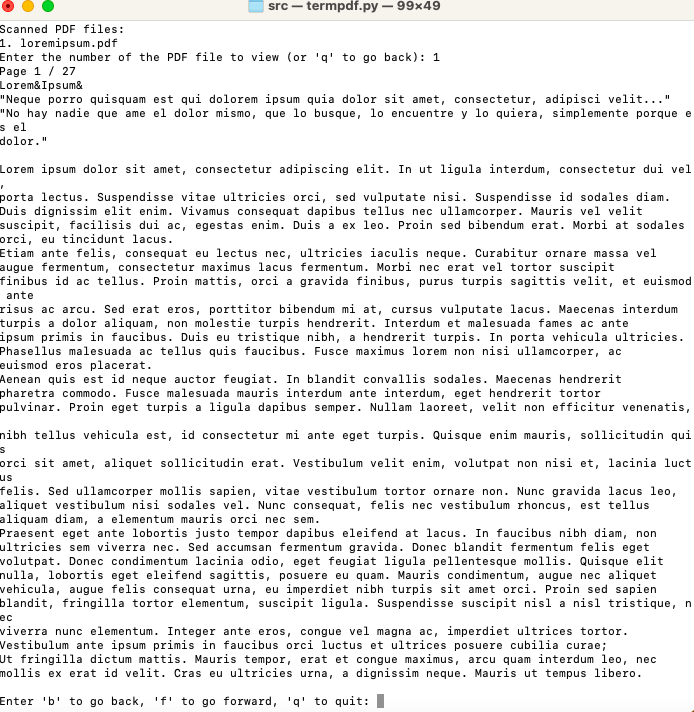 src — termpdf.py — 99×49
Scanned PDF files:
1. loremipsum.pdf
Enter the number of the PDF file to view (or 'q' to go back): 1
Page 1 / 27
Lorem&Ipsum&
"Neque porro quisquam est qui dolorem ipsum quia dolor sit amet, consectetur, adipisci velit..."
"No hay nadie que ame el dolor mismo, que lo busque, lo encuentre y lo quiera, simplemente porque e
s el
dolor."
Lorem ipsum dolor sit amet, consectetur adipiscing elit. In ut ligula interdum, consectetur dui vel
,
porta lectus. Suspendisse vitae ultricies orci, sed vulputate nisi. Suspendisse id sodales diam.
Duis dignissim elit enim. Vivamus consequat dapibus tellus nec ullamcorper. Mauris vel velit
suscipit, facilisis dui ac, egestas enim. Duis a ex leo. Proin sed bibendum erat. Morbi at sodales
orci, eu tincidunt lacus.
Etiam ante felis, consequat eu lectus nec, ultricies iaculis neque. Curabitur ornare massa vel
augue fermentum, consectetur maximus lacus fermentum. Morbi nec erat vel tortor suscipit
finibus id ac tellus. Proin mattis, orci a gravida finibus, purus turpis sagittis velit, et euismod
ante
risus ac arcu. Sed erat eros, porttitor bibendum mi at, cursus vulputate lacus. Maecenas interdum
turpis a dolor aliquam, non molestie turpis hendrerit. Interdum et malesuada fames ac ante
ipsum primis in faucibus. Duis eu tristique nibh, a hendrerit turpis. In porta vehicula ultricies.
Phasellus malesuada ac tellus quis faucibus. Fusce maximus lorem non nisi ullamcorper, ac
euismod eros placerat.
Aenean quis est id neque auctor feugiat. In blandit convallis sodales. Maecenas hendrerit
pharetra commodo. Fusce malesuada mauris interdum ante interdum, eget hendrerit tortor
pulvinar. Proin eget turpis a ligula dapibus semper. Nullam laoreet, velit non efficitur venenatis,
nibh tellus vehicula est, id consectetur mi ante eget turpis. Quisque enim mauris, sollicitudin qui
s
orci sit amet, aliquet sollicitudin erat. Vestibulum velit enim, volutpat non nisi et, lacinia luct
us
felis. Sed ullamcorper mollis sapien, vitae vestibulum tortor ornare non. Nunc gravida lacus leo,
aliquet vestibulum nisi sodales vel. Nunc consequat, felis nec vestibulum rhoncus, est tellus
aliquam diam, a elementum mauris orci nec sem.
Praesent eget ante lobortis justo tempor dapibus eleifend at lacus. In faucibus nibh diam, non
ultricies sem viverra nec. Sed accumsan fermentum gravida. Donec blandit fermentum felis eget
volutpat. Donec condimentum lacinia odio, eget feugiat ligula pellentesque mollis. Quisque elit
nulla, lobortis eget eleifend sagittis, posuere eu quam. Mauris condimentum, augue nec aliquet
vehicula, augue felis consequat urna, eu imperdiet nibh turpis sit amet orci. Proin sed sapien
blandit, fringilla tortor elementum, suscipit ligula. Suspendisse suscipit nisl a nisl tristique, n
ec
viverra nunc elementum. Integer ante eros, congue vel magna ac, imperdiet ultrices tortor.
Vestibulum ante ipsum primis in faucibus orci luctus et ultrices posuere cubilia curae;
Ut fringilla dictum mattis. Mauris tempor, erat et congue maximus, arcu quam interdum leo, nec
mollis ex erat id velit. Cras eu ultricies urna, a dignissim neque. Mauris ut tempus libero.
Enter 'b' to go back, 'f' to go forward, 'q' to quit: